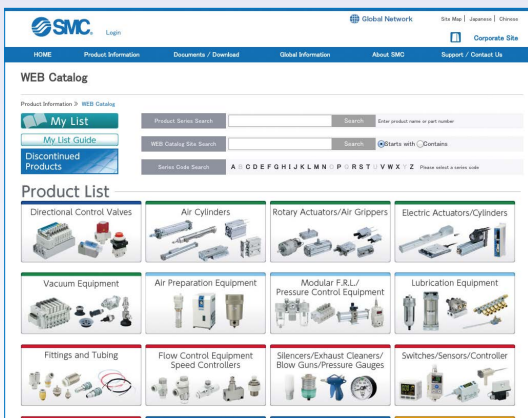 SMC. Login
Global Network
Site Map | Japanese | Chinese
Corporate Site
HOME Product Information Documents / Download Global Information About SMC Support / Contact Us
WEB Catalog
Product Information » WEB Catalog
My List
My List Guide
Discontinued
Products
Product Series Search Search Enter product name or part number
WEB Catalog Site Search Search Starts with Contains
Series Code Search A B C D E F G H I J K L M N O P Q R S T U V W X Y Z Please select a series code
Product List
Directional Control Valves
Air Cylinders
Rotary Actuators/Air Grippers
Electric Actuators/Cylinders
Vacuum Equipment
Air Preparation Equipment
Modular F.R.L./
Pressure Control Equipment
Lubrication Equipment
Fittings and Tubing
Flow Control Equipment
Speed Controllers
Silencers/Exhaust Cleaners/
Blow Guns/Pressure Gauges
Switches/Sensors/Controller